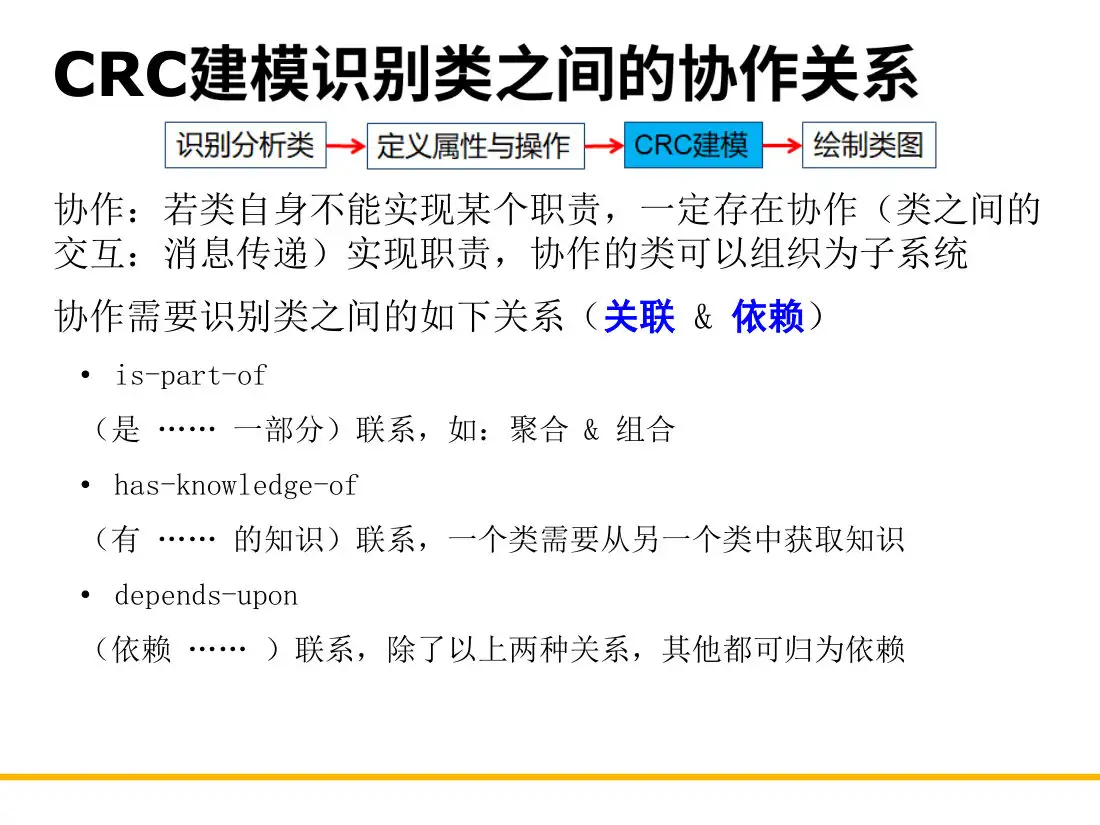 CRC建模识别类之间的协作关系
识别分析类
定义属性与操作
CRC建模
绘制类图
协作：若类自身不能实现某个职责，一定存在协作（类之间的
交互：消息传递）实现职责，协作的类可以组织为子系统
协作需要识别类之间的如下关系（关联 & 依赖）
• is-part-of
（是 …… 一部分）联系，如：聚合 & 组合
• has-knowledge-of
（有 …… 的知识）联系，一个类需要从另一个类中获取知识
• depends-upon
（依赖 …… ）联系，除了以上两种关系，其他都可归为依赖